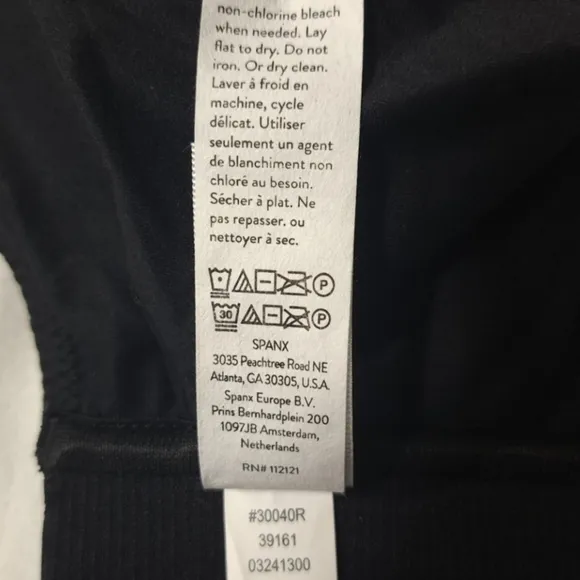 non-chlorine bleach
when needed. Lay
flat to dry. Do not
iron. Or dry clean.
Laver à froid en
machine, cycle
délicat. Utiliser
seulement un agent
de blanchiment non
chloré au besoin.
Sécher à plat. Ne
pas repasser. ou
nettoyer à sec.
P
30 P
SPANX
3035 Peachtree Road NE
Atlanta, GA 30305, U.S.A.
Spanx Europe B.V.
Prins Bernhardplein 200
1097JB Amsterdam,
Netherlands
RN# 112121
#30040R
39161
03241300